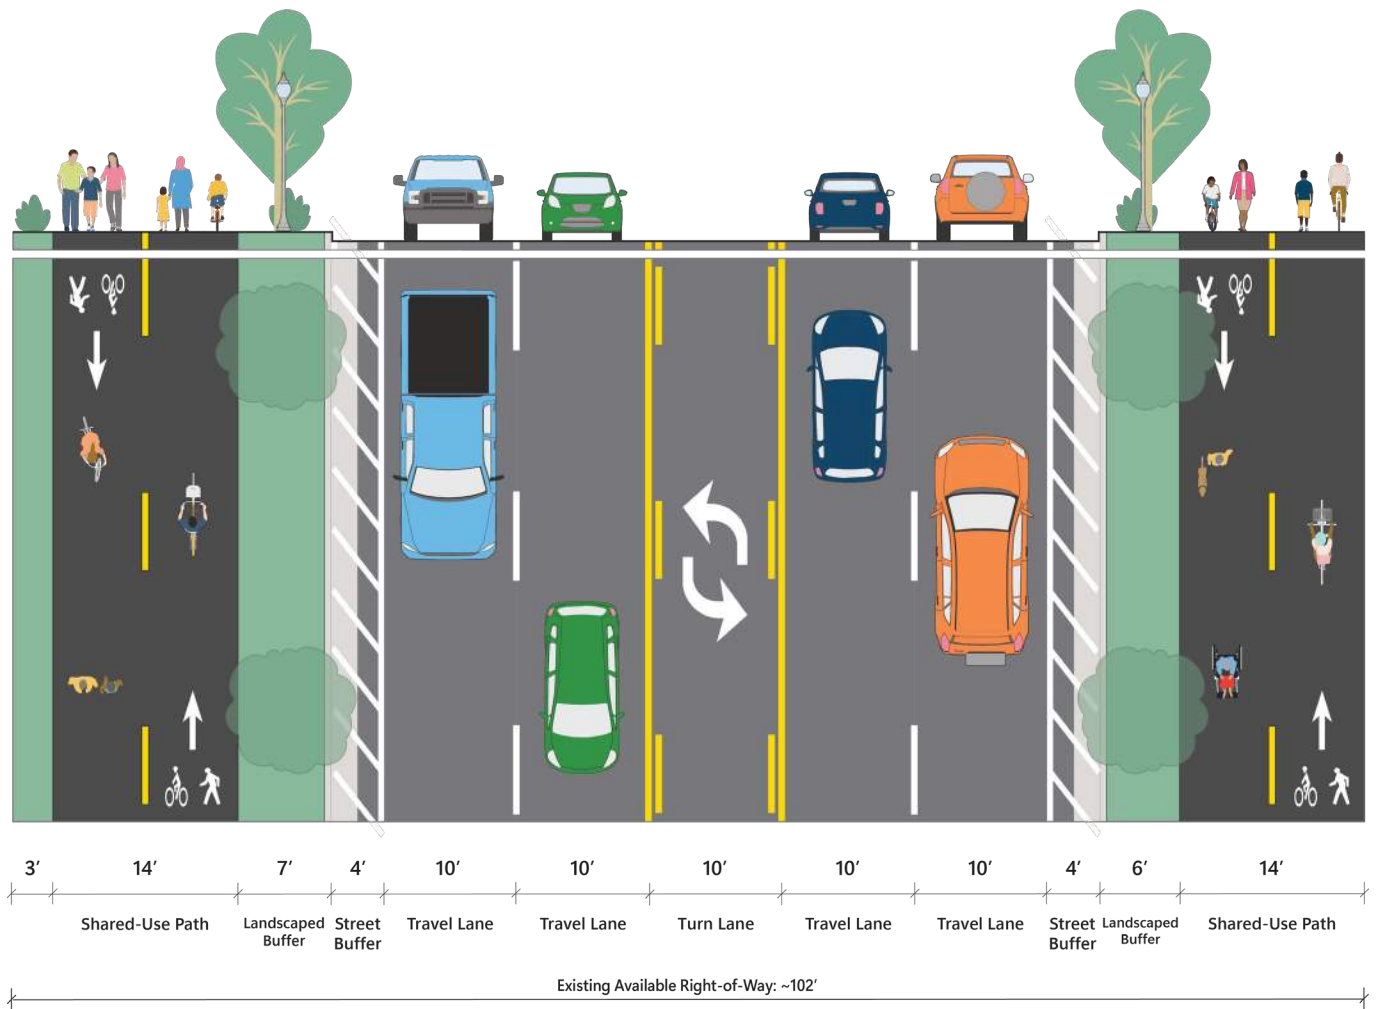 3’ 14’ 7’ 4’ 10’ 10’ 10’ 10’ 10’ 4’ 6’ 14’
Shared-Use Path
Landscaped
Buffer
Street
Buffer
Travel Lane
Travel Lane
Turn Lane
Travel Lane
Travel Lane
Street
Buffer
Landscaped
Buffer
Shared-Use Path
Existing Available Right-of-Way: ~102’